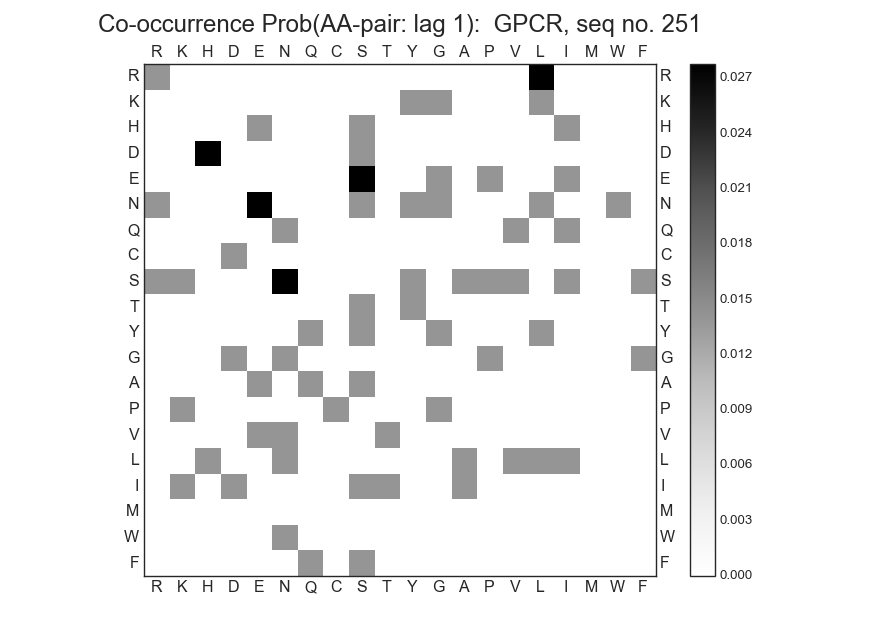 Co-occurrence Prob(AA-pair: lag 1):  GPCR, seq no. 251
R K H D E N Q C S T Y G A P V L I M W F
R R 0.027
K K
H H 0.024
D D
E E 0.021
N N
Q Q 0.018
C C
S S 0.015
T T
Y Y 0.012
G G
A A
P P 0.009
V V
L L 0.006
I I
M M 0.003
W W
F F 0.000
R K H D E N Q C S T Y G A P V L I M W F